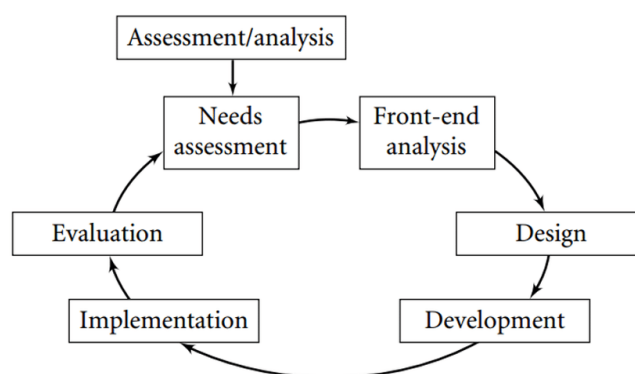 Assessment/analysis
Needs
assessment
Front-end
analysis
Evaluation
Design
Implementation
Development